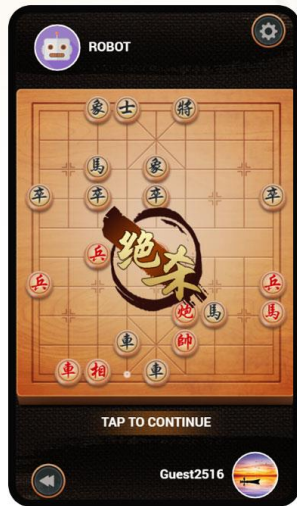 ROBOT
象 士 將
馬 象
卒 卒 卒 卒
兵
绝杀
兵 兵
炮 馬 馬
車 帥
車 相 車
TAP TO CONTINUE
Guest2516